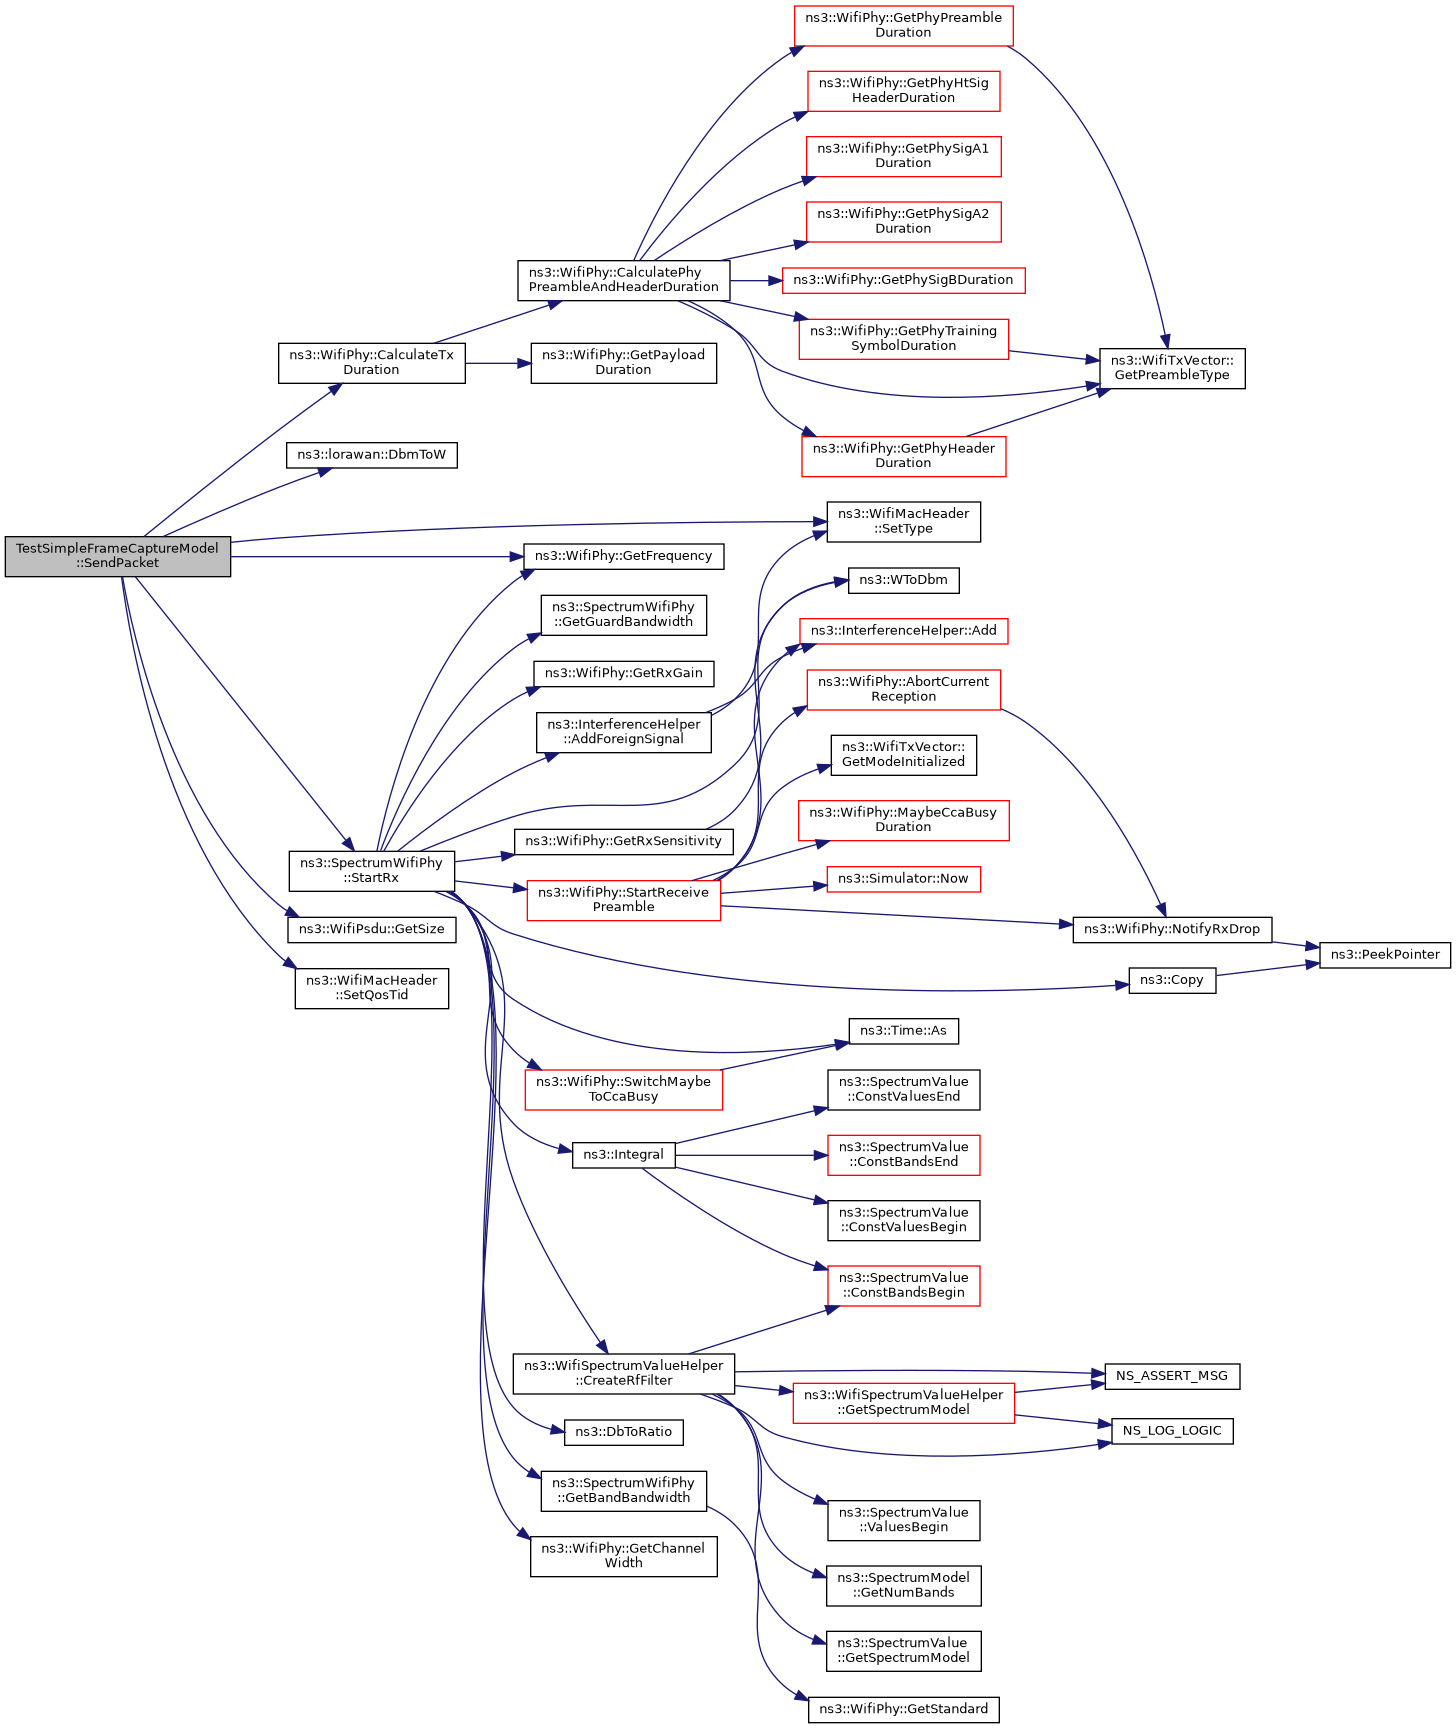 ns3::WifiPhy::GetPhyPreamble
Duration
ns3::WifiPhy::GetPhyHtSig
HeaderDuration
ns3::WifiPhy::GetPhySigA1
Duration
ns3::WifiPhy::GetPhySigA2
Duration
ns3::WifiPhy::CalculatePhy
PreambleAndHeaderDuration
ns3::WifiPhy::GetPhySigBDuration
ns3::WifiPhy::GetPhyTraining
SymbolDuration
ns3::WifiPhy::CalculateTx
Duration
ns3::WifiPhy::GetPayload
Duration
ns3::WifiTxVector::
GetPreambleType
ns3::lorawan::DbmToW
ns3::WifiPhy::GetPhyHeader
Duration
ns3::WifiMacHeader
::SetType
TestSimpleFrameCaptureModel
::SendPacket
ns3::WifiPhy::GetFrequency
ns3::WToDbm
ns3::SpectrumWifiPhy
::GetGuardBandwidth
ns3::InterferenceHelper::Add
ns3::WifiPhy::GetRxGain
ns3::WifiPhy::AbortCurrent
Reception
ns3::InterferenceHelper
::AddForeignSignal
ns3::WifiTxVector::
GetModeInitialized
ns3::WifiPhy::MaybeCcaBusy
Duration
ns3::WifiPhy::GetRxSensitivity
ns3::SpectrumWifiPhy
::StartRx
ns3::Simulator::Now
ns3::WifiPhy::StartReceive
Preamble
ns3::WifiPsdu::GetSize
ns3::WifiPhy::NotifyRxDrop
ns3::PeekPointer
ns3::WifiMacHeader
::SetQosTid
ns3::Copy
ns3::Time::As
ns3::WifiPhy::SwitchMaybe
ToCcaBusy
ns3::SpectrumValue
::ConstValuesEnd
ns3::Integral
ns3::SpectrumValue
::ConstBandsEnd
ns3::SpectrumValue
::ConstValuesBegin
ns3::SpectrumValue
::ConstBandsBegin
ns3::WifiSpectrumValueHelper
::CreateRfFilter
NS_ASSERT_MSG
ns3::WifiSpectrumValueHelper
::GetSpectrumModel
ns3::DbToRatio
NS_LOG_LOGIC
ns3::SpectrumWifiPhy
::GetBandBandwidth
ns3::SpectrumValue
::ValuesBegin
ns3::WifiPhy::GetChannel
Width
ns3::SpectrumModel
::GetNumBands
ns3::SpectrumValue
::GetSpectrumModel
ns3::WifiPhy::GetStandard